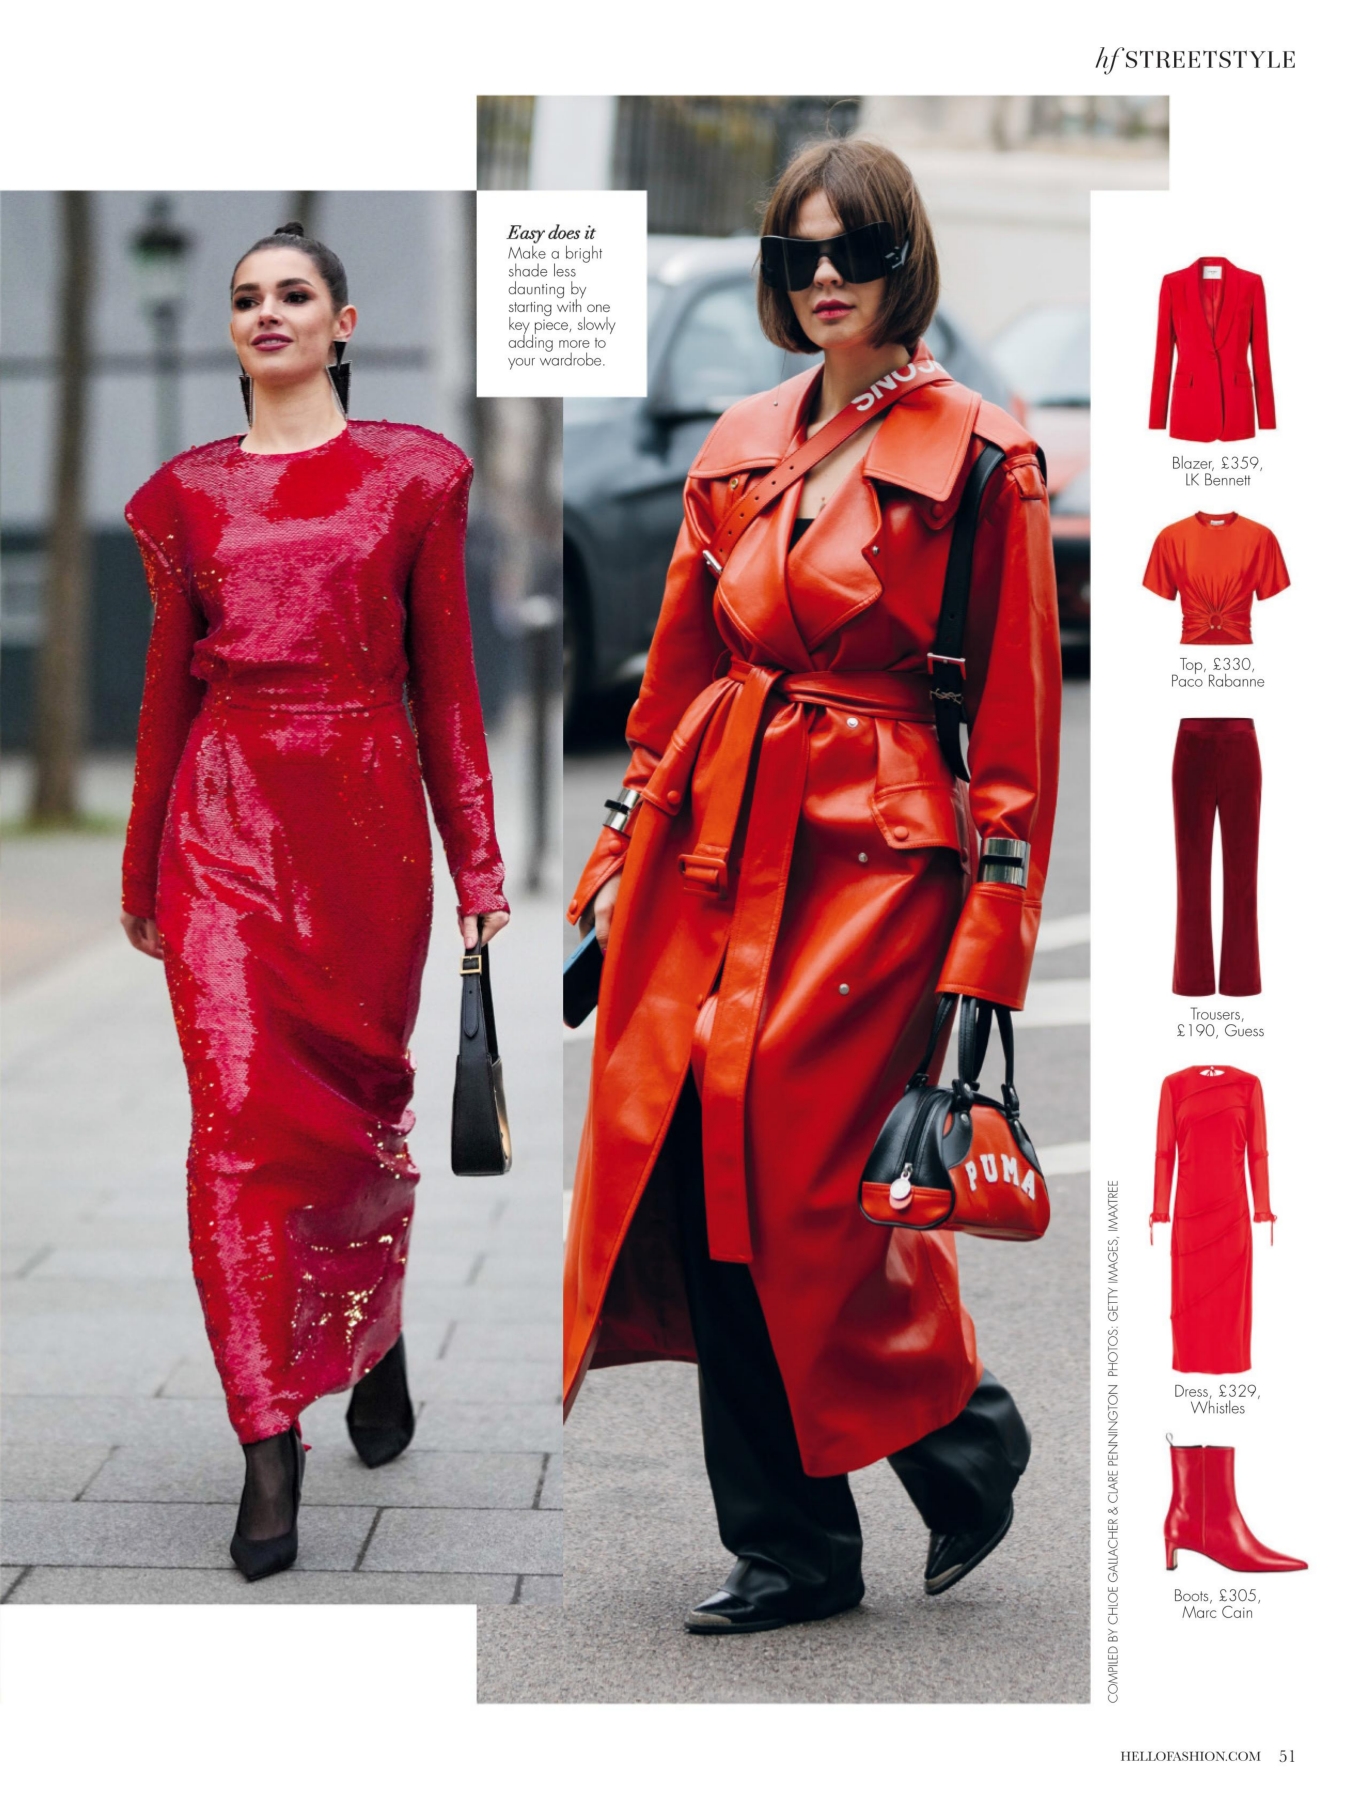 hf STREETSTYLE
Easy does it
Make a bright
shade less
daunting by
starting with one
key piece, slowly
adding more to
your wardrobe.
PUMA
Blazer, £359,
LK Bennett
Top, £330,
Paco Rabanne
Trousers,
£190, Guess
Dress, £329,
Whistles
Boots, £305,
Marc Cain
COMPILED BY CHLOE GALLACHER & CLARE PENNINGTON PHOTOS: GETTY IMAGES, IMAXTREE
HELLOFASHION.COM 51